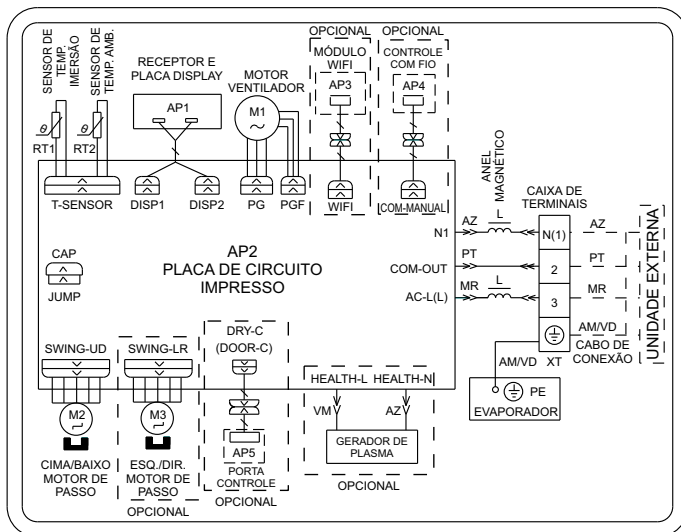 SENSOR DE
TEMP.
IMERSÃO
SENSOR DE
TEMP. AMB.
RECEPTOR E
PLACA DISPLAY
MOTOR
VENTILADOR
OPCIONAL
MÓDULO
WIFI
OPCIONAL
CONTROLE
COM FIO
θ
RT1
θ
RT2
AP1
M1
AP3
AP4
T-SENSOR
DISP1
DISP2
PG
PGF
WIFI
COM-MANUAL
ANEL
MAGNÉTICO
CAIXA DE
TERMINAIS
CAP
JUMP
AP2
PLACA DE CIRCUITO
IMPRESSO
N1
AZ
L
N(1)
AZ
COM-OUT
PT
2
PT
AC-L(L)
MR
L
3
MR
AM/VD
CABO DE
CONEXÃO
XT
UNIDADE EXTERNA
AM/VD
PE
EVAPORADOR
SWING-UD
M2
CIMA/BAIXO
MOTOR DE
PASSO
SWING-LR
M3
ESQ./DIR.
MOTOR DE
PASSO
OPCIONAL
DRY-C
(DOOR-C)
AP5
PORTA
CONTROLE
OPCIONAL
HEALTH-L
HEALTH-N
VM
AZ
GERADOR DE
PLASMA
OPCIONAL